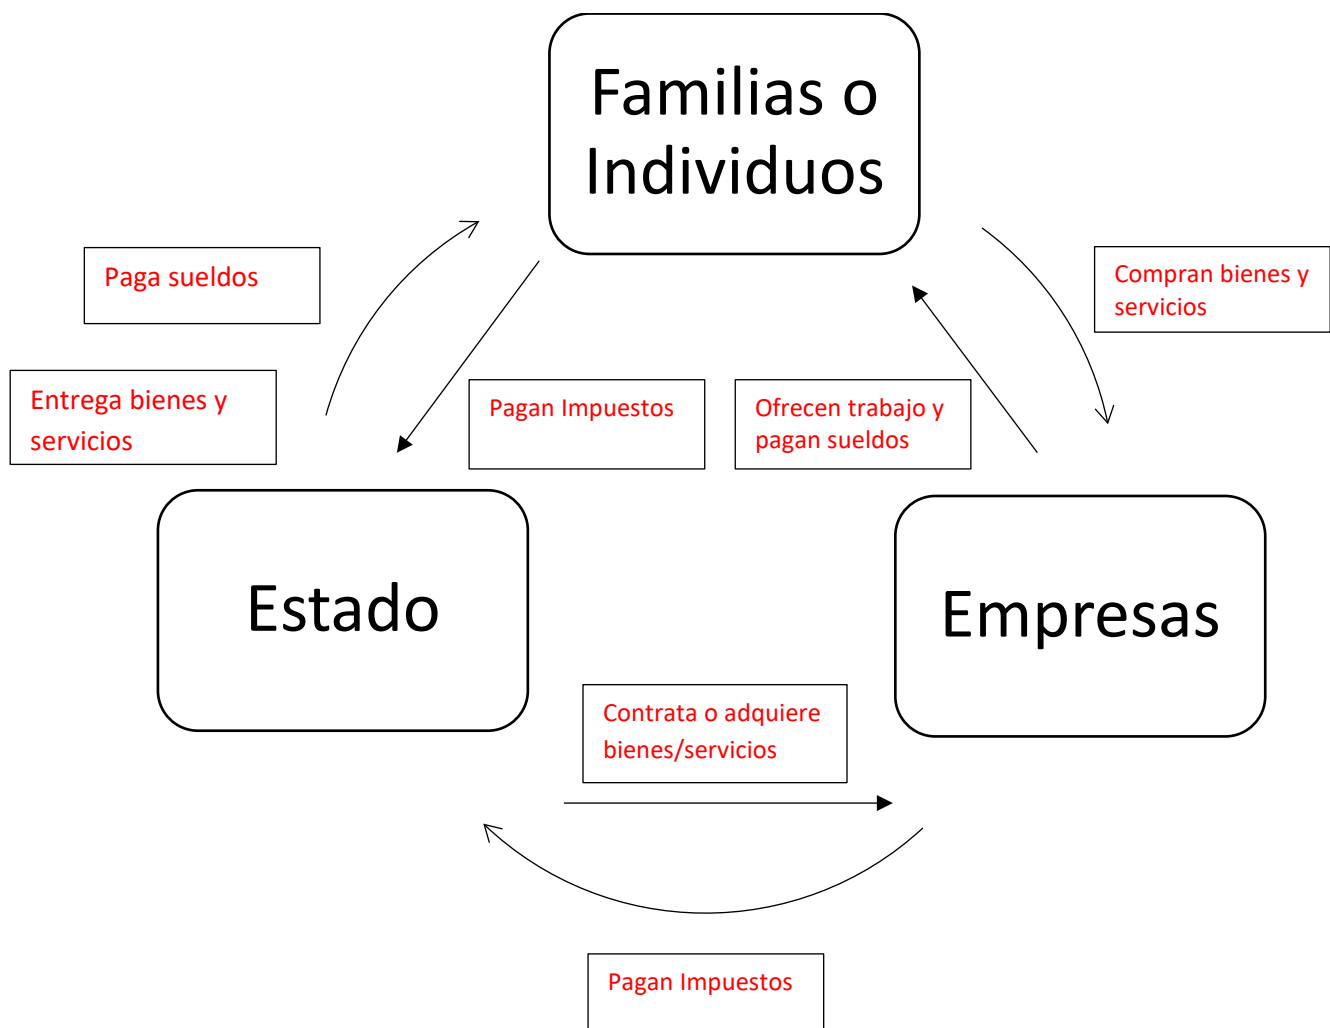 Familias o
Individuos
Paga sueldos
Compran bienes y
servicios
Entrega bienes y
servicios
Pagan Impuestos
Ofrecen trabajo y
pagan sueldos
Estado
Empresas
Contrata o adquiere
bienes/servicios
Pagan Impuestos